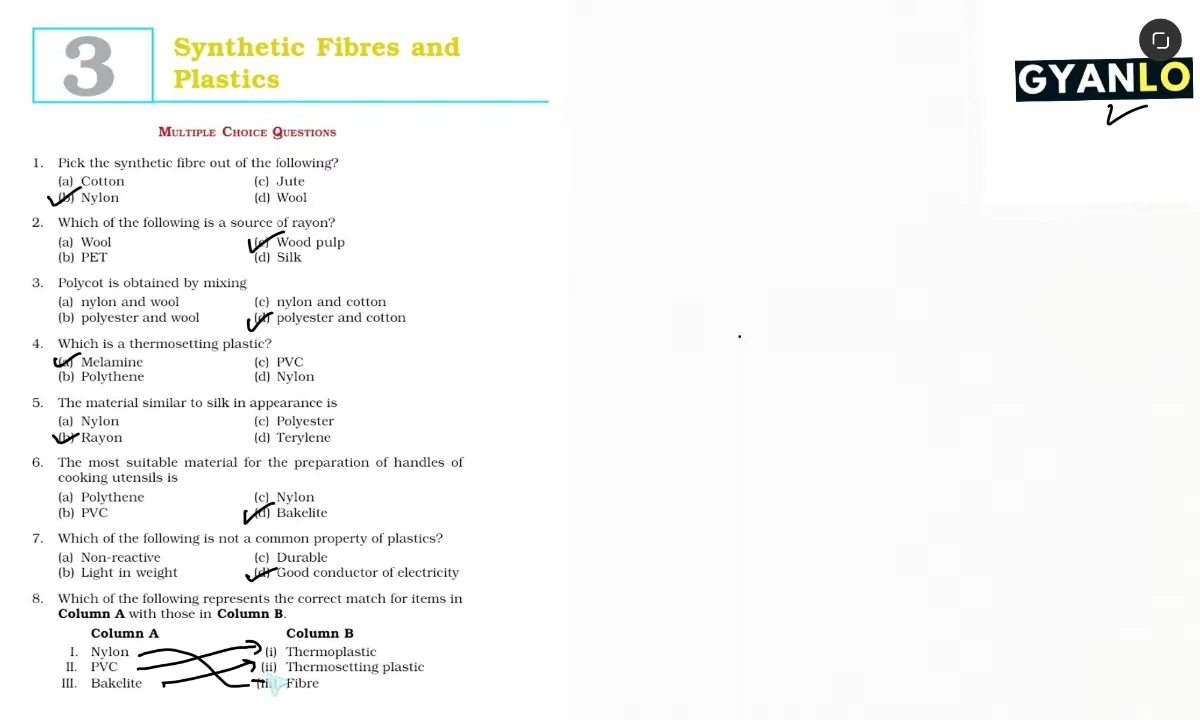 3
Synthetic Fibres and
Plastics
GYANLO
MULTIPLE CHOICE QUESTIONS
1. Pick the synthetic fibre out of the following?
(a) Cotton (c) Jute
(b) Nylon (d) Wool
2. Which of the following is a source of rayon?
(a) Wool (c) Wood pulp
(b) PET (d) Silk
3. Polycot is obtained by mixing
(a) nylon and wool (c) nylon and cotton
(b) polyester and wool (d) polyester and cotton
4. Which is a thermosetting plastic?
(a) Melamine (c) PVC
(b) Polythene (d) Nylon
5. The material similar to silk in appearance is
(a) Nylon (c) Polyester
(b) Rayon (d) Terylene
6. The most suitable material for the preparation of handles of
cooking utensils is
(a) Polythene (c) Nylon
(b) PVC (d) Bakelite
7. Which of the following is not a common property of plastics?
(a) Non-reactive (c) Durable
(b) Light in weight (d) Good conductor of electricity
8. Which of the following represents the correct match for items in
Column A with those in Column B.
Column A Column B
I. Nylon (i) Thermoplastic
II. PVC (ii) Thermosetting plastic
III. Bakelite (iii) Fibre